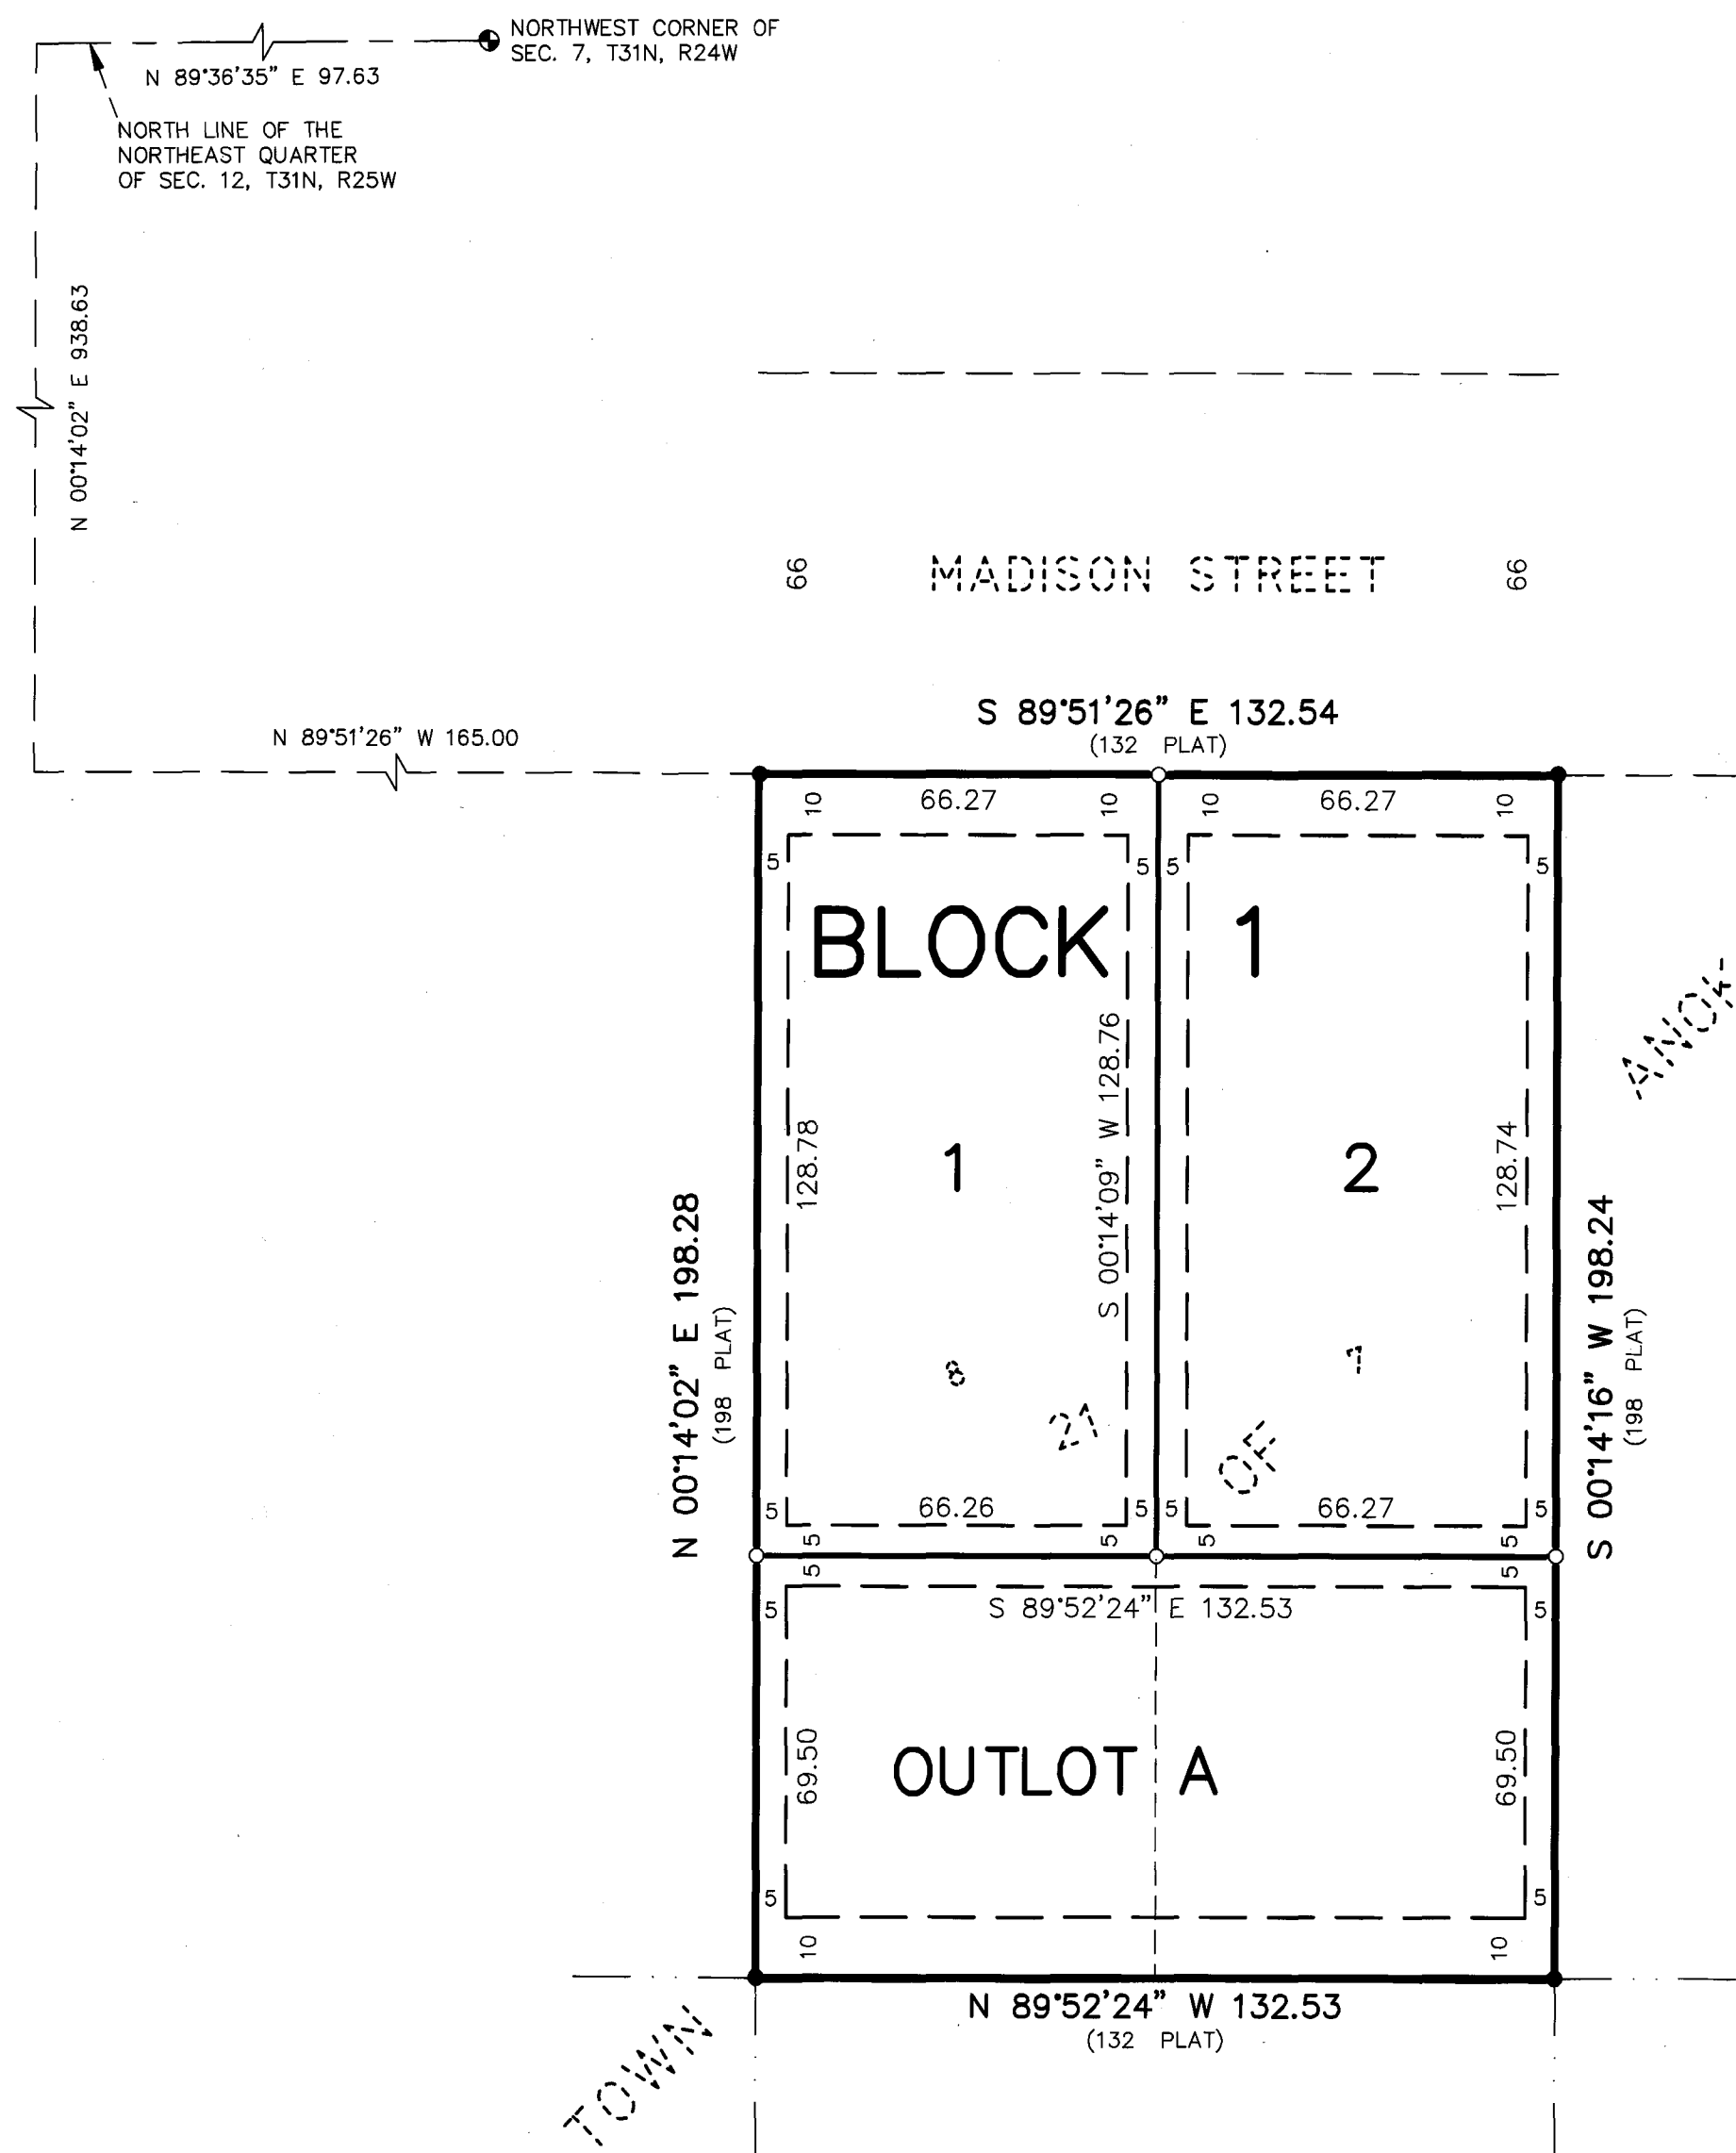 NORTHWEST CORNER OF
SEC. 7, T31N, R24W
N 89°36'35" E 97.63
NORTH LINE OF THE
NORTHEAST QUARTER
OF SEC. 12, T31N, R25W
N 00°14'02" E 938.63
66
MADISON STREET
66
S 89°51'26" E 132.54
(132 PLAT)
N 89°51'26" W 165.00
10
66.27
10
10
66.27
10
5
5
5
5
BLOCK 1
ANOK
S 00°14'09" W 128.76
128.78
1
2
128.74
N 00°14'02" E 198.28
(198 PLAT)
S 00°14'16" W 198.24
(198 PLAT)
8
7
21
OF
5
66.26
5
5
66.27
5
5
5
5
5
5
5
5
S 89°52'24" E 132.53
5
69.50
OUTLOT A
69.50
5
5
10
10
N 89°52'24" W 132.53
(132 PLAT)
TOWN